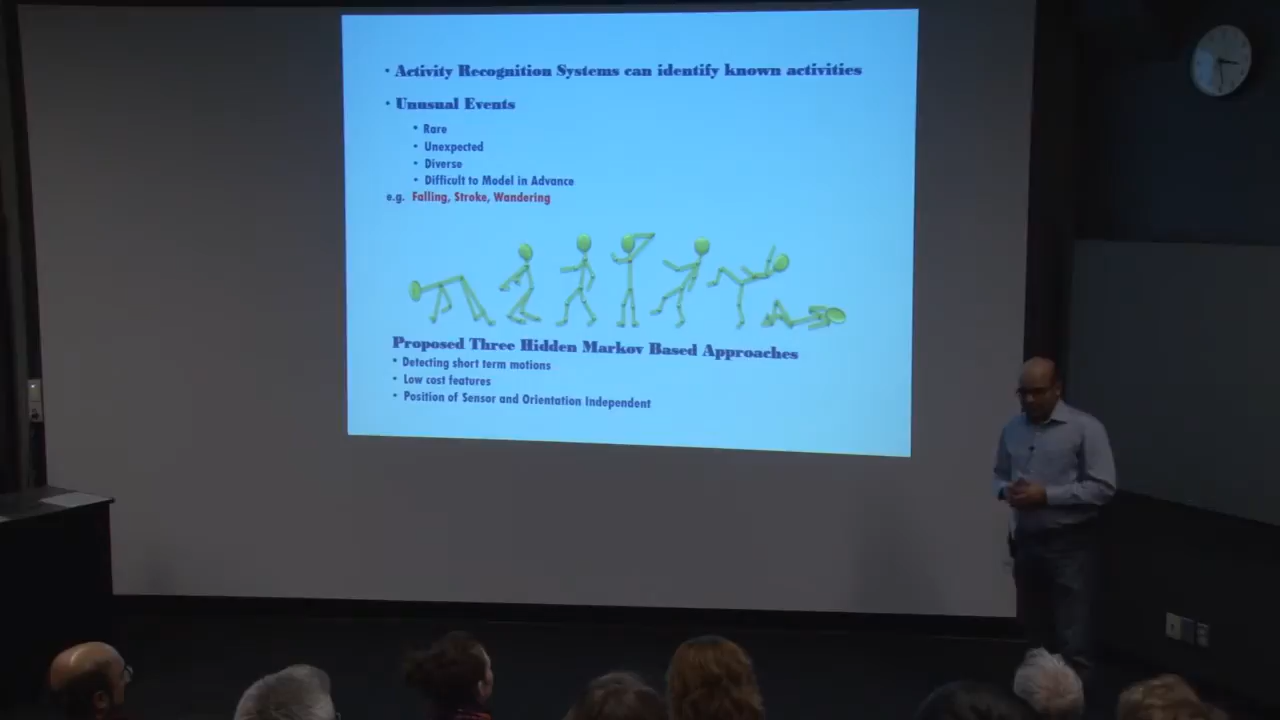 • Activity Recognition Systems can identify known activities
• Unusual Events
• Rare
• Unexpected
• Diverse
• Difficult to Model in Advance
e.g. Falling, Stroke, Wandering
Proposed Three Hidden Markov Based Approaches
• Detecting short term motions
• Low cost features
• Position of Sensor and Orientation Independent